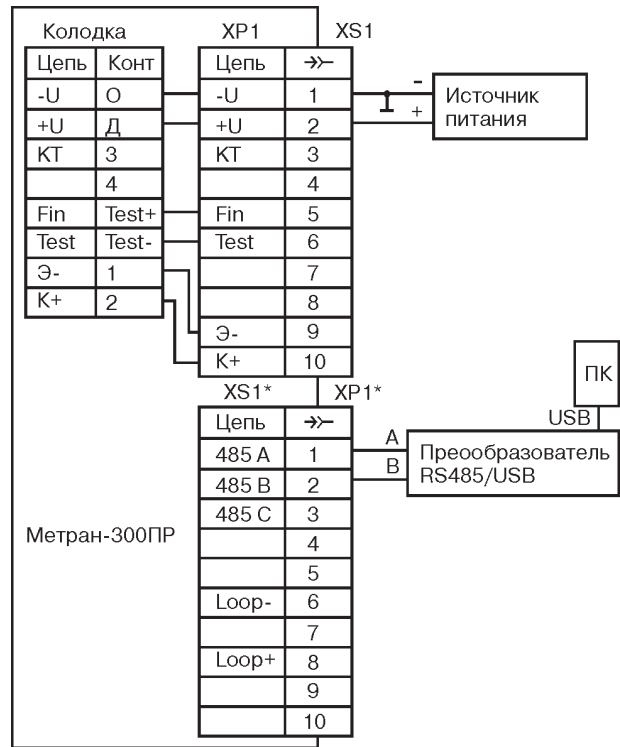 Колодка XP1 XS1
Цепь Конт Цепь
-U О -U 1 - Источник
+U Д +U 2 + питания
КТ 3 КТ 3
4 4
Fin Test+ Fin 5
Test Test- Test 6
Э- 1 7
К+ 2 8
Э- 9
К+ 10
ПК
XS1* XP1*
USB
Цепь
485 A 1 A Преообразователь
485 B 2 B RS485/USB
485 C 3
Метран-300ПР 4
5
Loop- 6
7
Loop+ 8
9
10